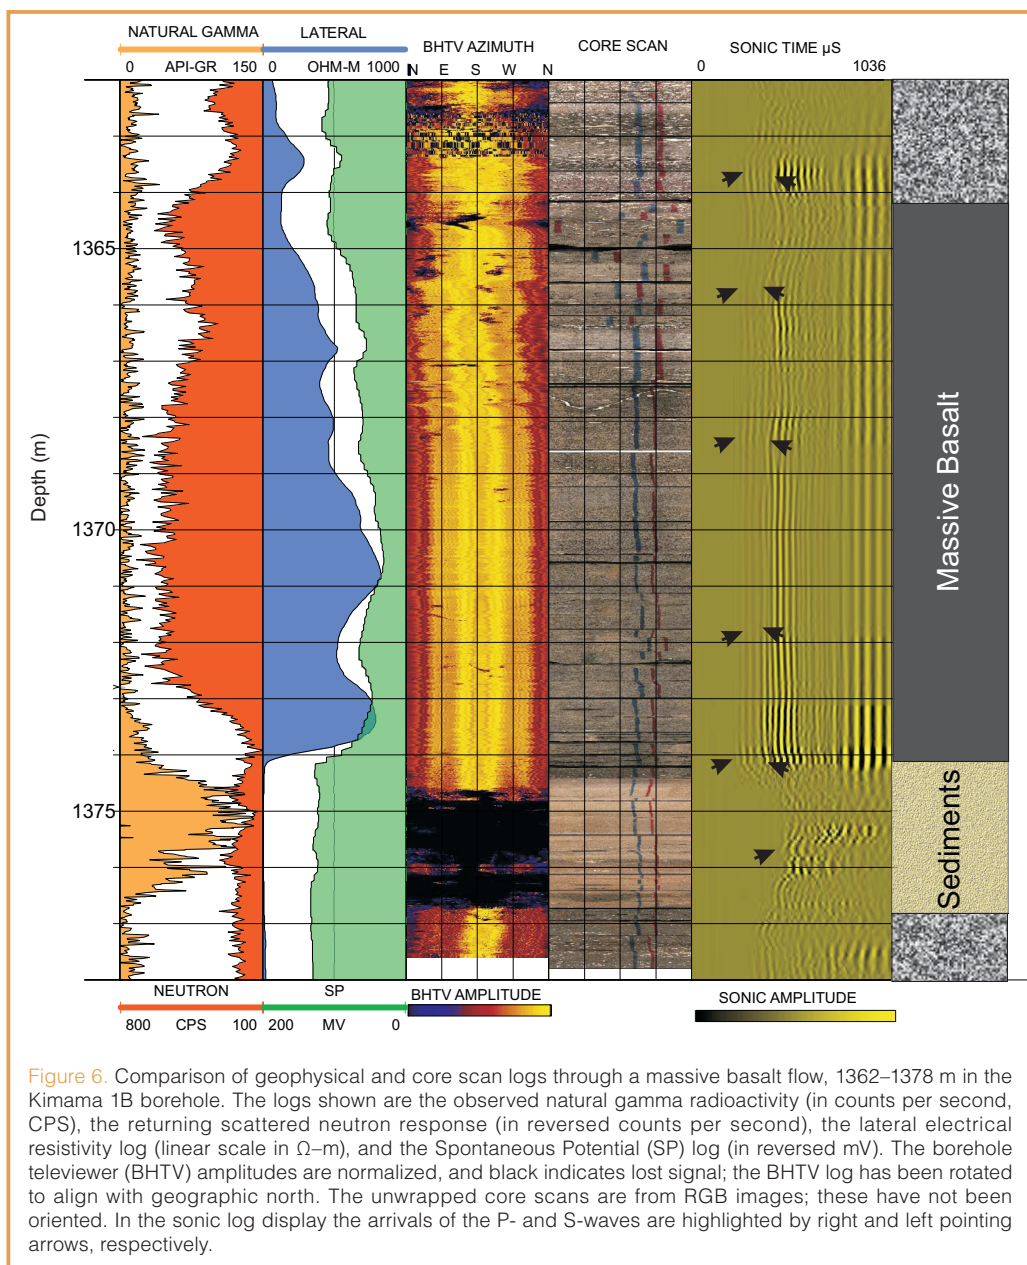 NATURAL GAMMA LATERAL BHTV AZIMUTH CORE SCAN SONIC TIME µS
0 API-GR 150 0 OHM-M 1000 N E S W N 0 1036
1365
1370
1375
Depth (m)
Massive Basalt
Sediments
NEUTRON SP BHTV AMPLITUDE SONIC AMPLITUDE
800 CPS 100 200 MV 0
Figure 6. Comparison of geophysical and core scan logs through a massive basalt flow, 1362–1378 m in the
Kimama 1B borehole. The logs shown are the observed natural gamma radioactivity (in counts per second,
CPS), the returning scattered neutron response (in reversed counts per second), the lateral electrical
resistivity log (linear scale in Ω–m), and the Spontaneous Potential (SP) log (in reversed mV). The borehole
televiewer (BHTV) amplitudes are normalized, and black indicates lost signal; the BHTV log has been rotated
to align with geographic north. The unwrapped core scans are from RGB images; these have not been
oriented. In the sonic log display the arrivals of the P- and S-waves are highlighted by right and left pointing
arrows, respectively.